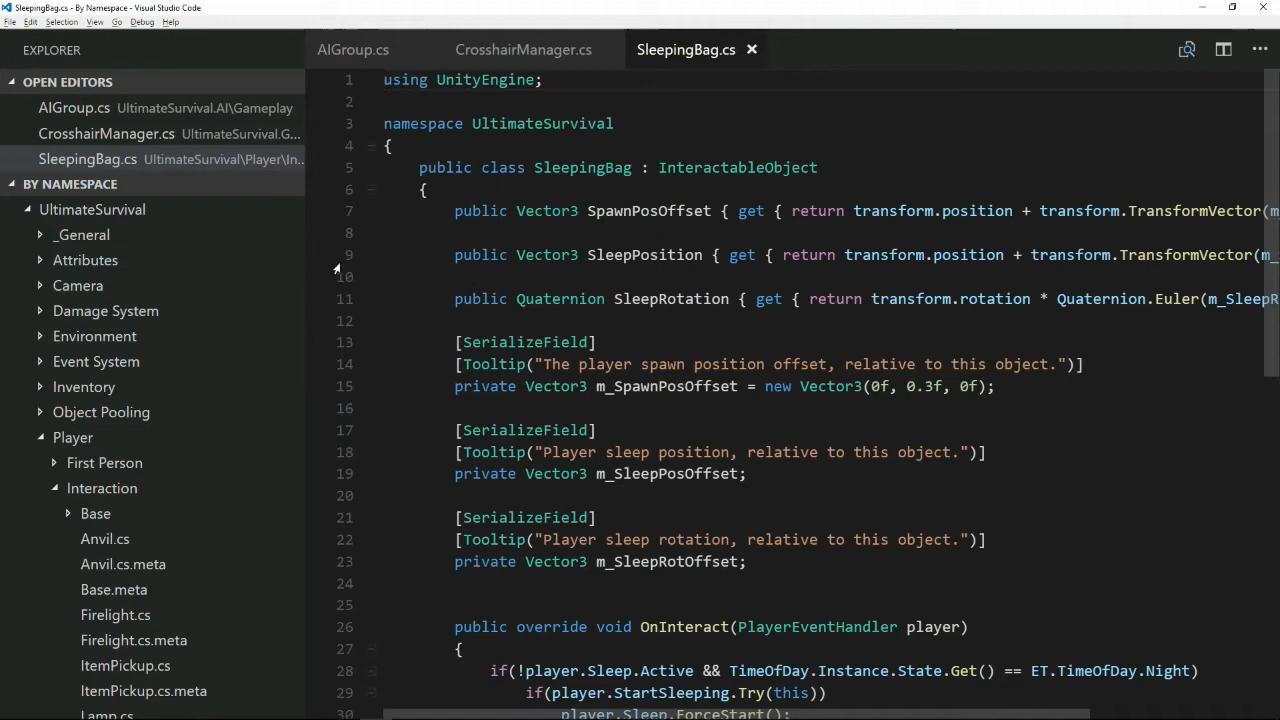 SleepingBag.cs - By Namespace - Visual Studio Code
File Edit Selection View Go Debug Help
EXPLORER
OPEN EDITORS
AIGroup.cs UltimateSurvival.AI\Gameplay
CrosshairManager.cs UltimateSurvival.G...
SleepingBag.cs UltimateSurvival\Player\In...
BY NAMESPACE
UltimateSurvival
_General
Attributes
Camera
Damage System
Environment
Event System
Inventory
Object Pooling
Player
First Person
Interaction
Base
Anvil.cs
Anvil.cs.meta
Base.meta
Firelight.cs
Firelight.cs.meta
ItemPickup.cs
ItemPickup.cs.meta
Lamp.cs
AIGroup.cs CrosshairManager.cs SleepingBag.cs
1 using UnityEngine;
2
3 namespace UltimateSurvival
4 {
5 public class SleepingBag : InteractableObject
6 {
7 public Vector3 SpawnPosOffset { get { return transform.position + transform.TransformVector(m
8
9 public Vector3 SleepPosition { get { return transform.position + transform.TransformVector(m_
10
11 public Quaternion SleepRotation { get { return transform.rotation * Quaternion.Euler(m_SleepR
12
13 [SerializeField]
14 [Tooltip("The player spawn position offset, relative to this object.")]
15 private Vector3 m_SpawnPosOffset = new Vector3(0f, 0.3f, 0f);
16
17 [SerializeField]
18 [Tooltip("Player sleep position, relative to this object.")]
19 private Vector3 m_SleepPosOffset;
20
21 [SerializeField]
22 [Tooltip("Player sleep rotation, relative to this object.")]
23 private Vector3 m_SleepRotOffset;
24
25
26 public override void OnInteract(PlayerEventHandler player)
27 {
28 if(!player.Sleep.Active && TimeOfDay.Instance.State.Get() == ET.TimeOfDay.Night)
29 if(player.StartSleeping.Try(this))
30 player.Sleep.ForceStart();